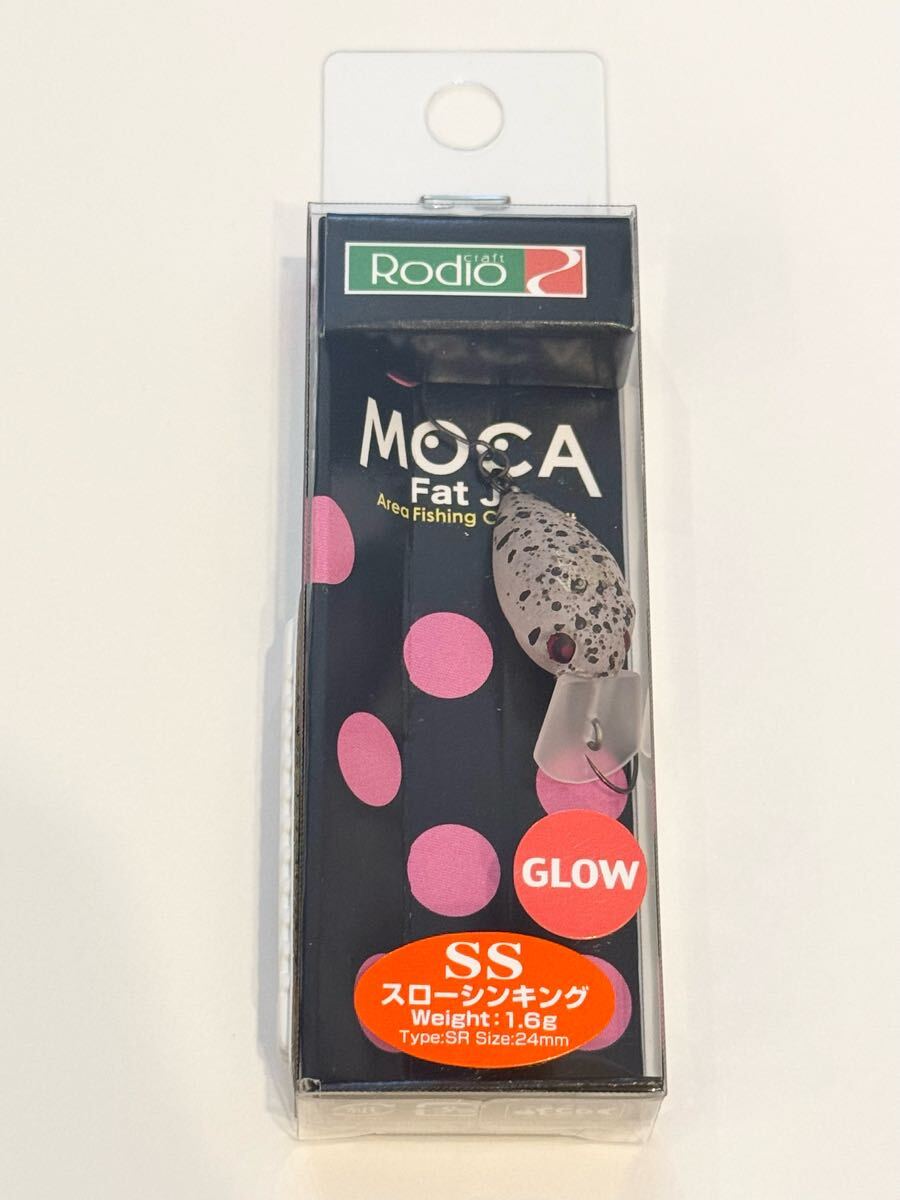 craft
Rodio
MOCA
Fat J
Area Fishing C
GLOW
SS
スローシンキング
Weight:1.6g
Type:SR Size:24mm